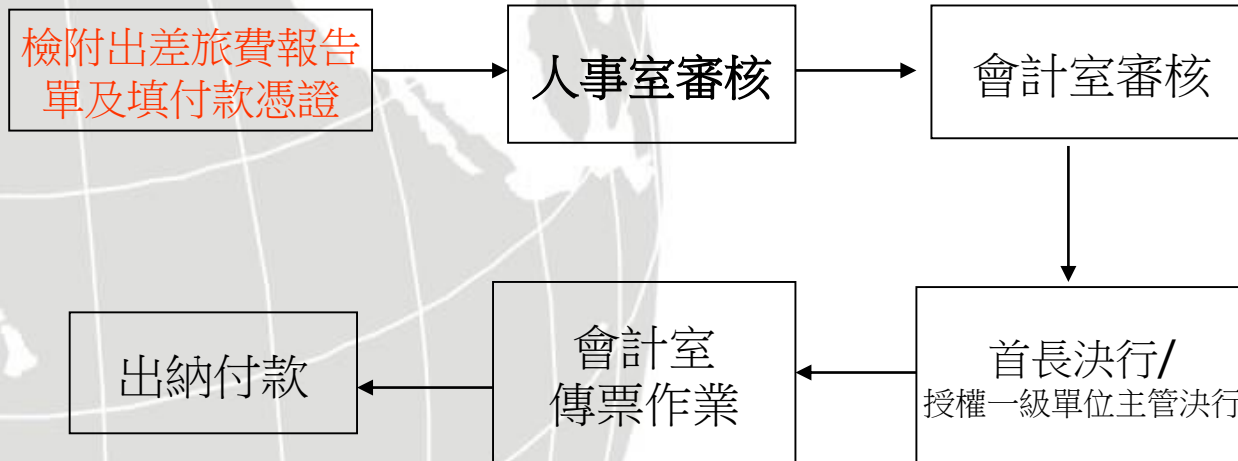 檢附出差旅費報告
單及填付款憑證
人事室審核
會計室審核
首長決行/
授權一級單位主管決行
會計室
傳票作業
出納付款